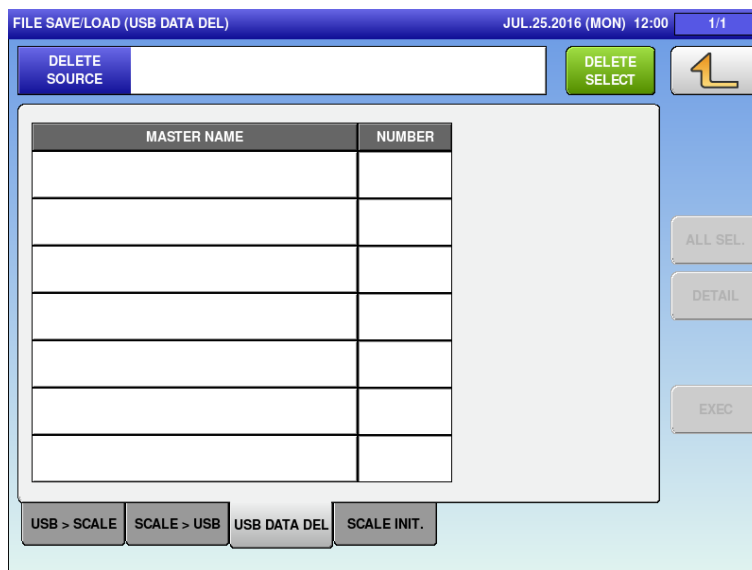 FILE SAVE/LOAD (USB DATA DEL) JUL.25.2016 (MON) 12:00 1/1
DELETE
SOURCE
DELETE
SELECT
MASTER NAME NUMBER
ALL SEL.
DETAIL
EXEC
USB > SCALE SCALE > USB USB DATA DEL SCALE INIT.